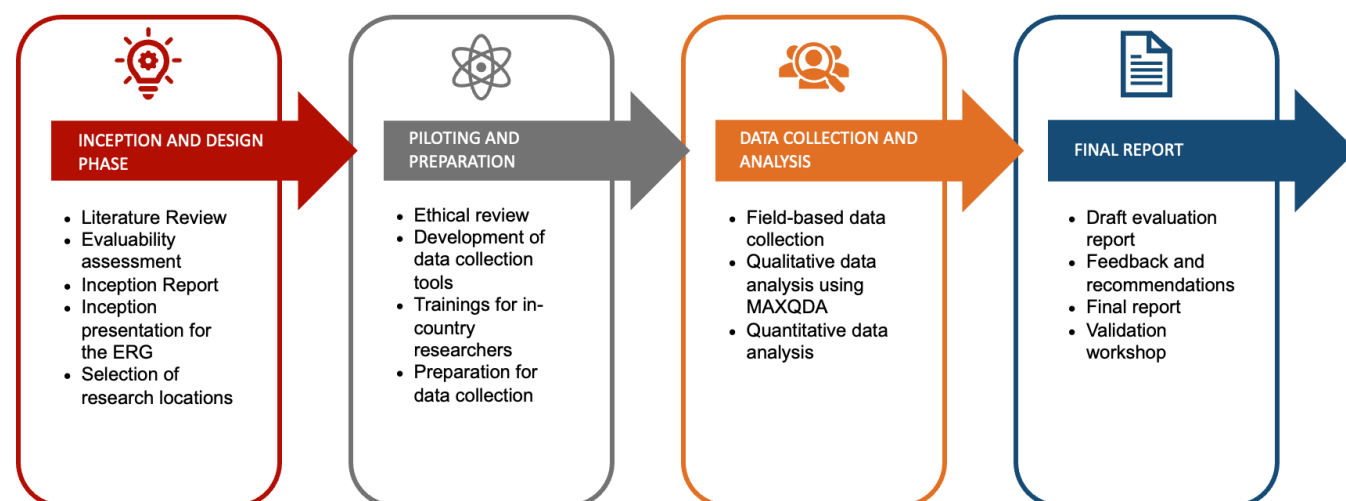 INCEPTION AND DESIGN
PHASE
• Literature Review
• Evaluability
assessment
• Inception Report
• Inception
presentation for
the ERG
• Selection of
research locations
PILOTING AND
PREPARATION
• Ethical review
• Development of
data collection
tools
• Trainings for in-
country
researchers
• Preparation for
data collection
DATA COLLECTION AND
ANALYSIS
• Field-based data
collection
• Qualitative data
analysis using
MAXQDA
• Quantitative data
analysis
FINAL REPORT
• Draft evaluation
report
• Feedback and
recommendations
• Final report
• Validation
workshop